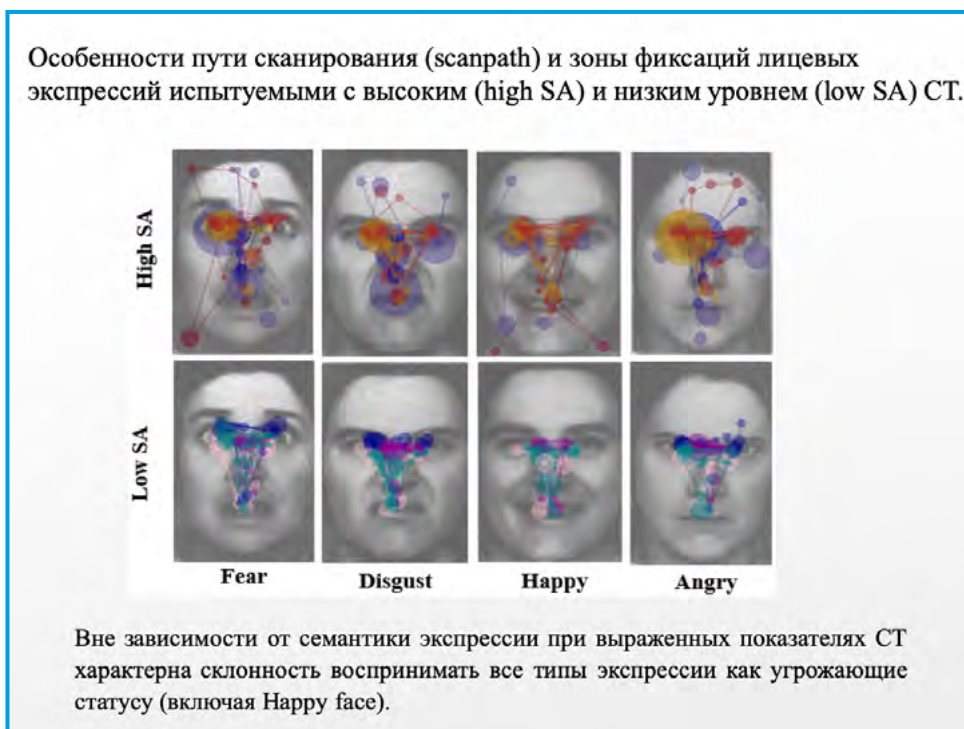 Особенности пути сканирования (scanpath) и зоны фиксаций лицевых
экспрессий испытуемыми с высоким (high SA) и низким уровнем (low SA) СТ.
High SA
Low SA
Fear Disgust Happy Angry
Вне зависимости от семантики экспрессии при выраженных показателях СТ
характерна склонность воспринимать все типы экспрессии как угрожающие
статусу (включая Happy face).